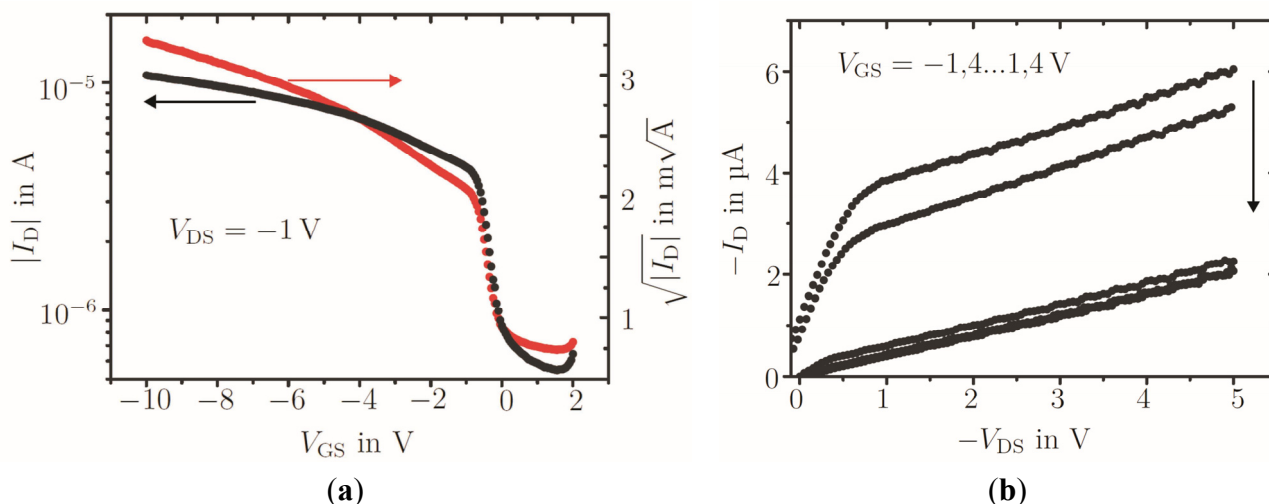 10⁻⁵
10⁻⁶
|I_D| in A
V_DS = −1 V
−10 −8 −6 −4 −2 0 2
V_GS in V
3
2
1
√|I_D| in m√A
(a)
V_GS = −1,4...1,4 V
6
4
2
0
−I_D in µA
0 1 2 3 4 5
−V_DS in V
(b)